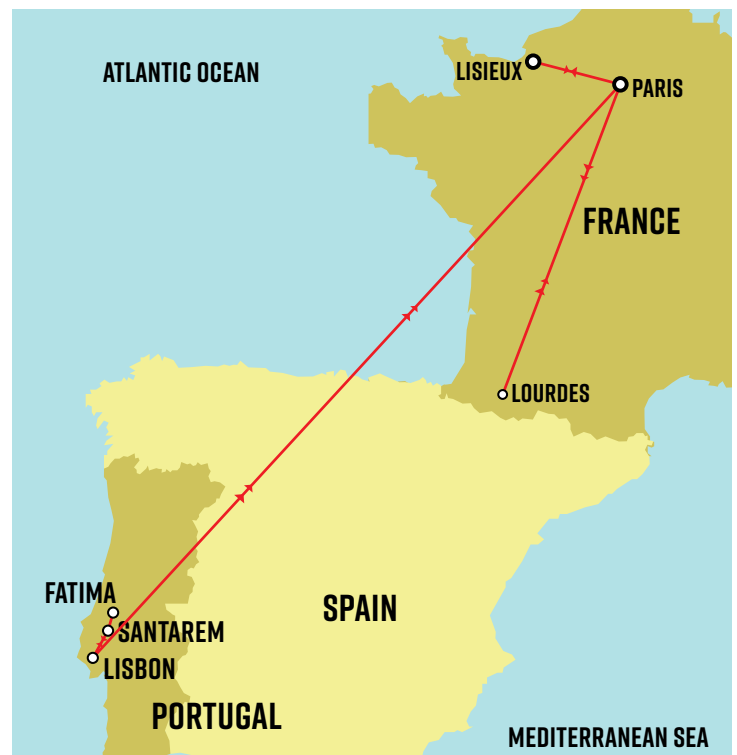 ATLANTIC OCEAN
LISIEUX
PARIS
FRANCE
LOURDES
FATIMA
SANTAREM
SPAIN
LISBON
PORTUGAL
MEDITERRANEAN SEA